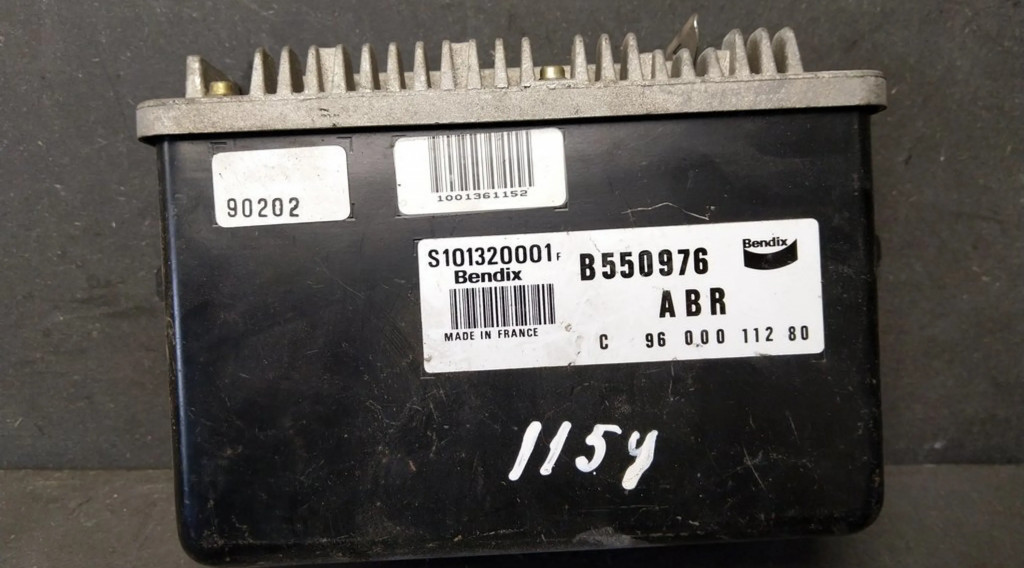 90202
1001361152
S101320001F
Bendix
MADE IN FRANCE
B550976
Bendix
ABR
C 96 000 112 80
1154